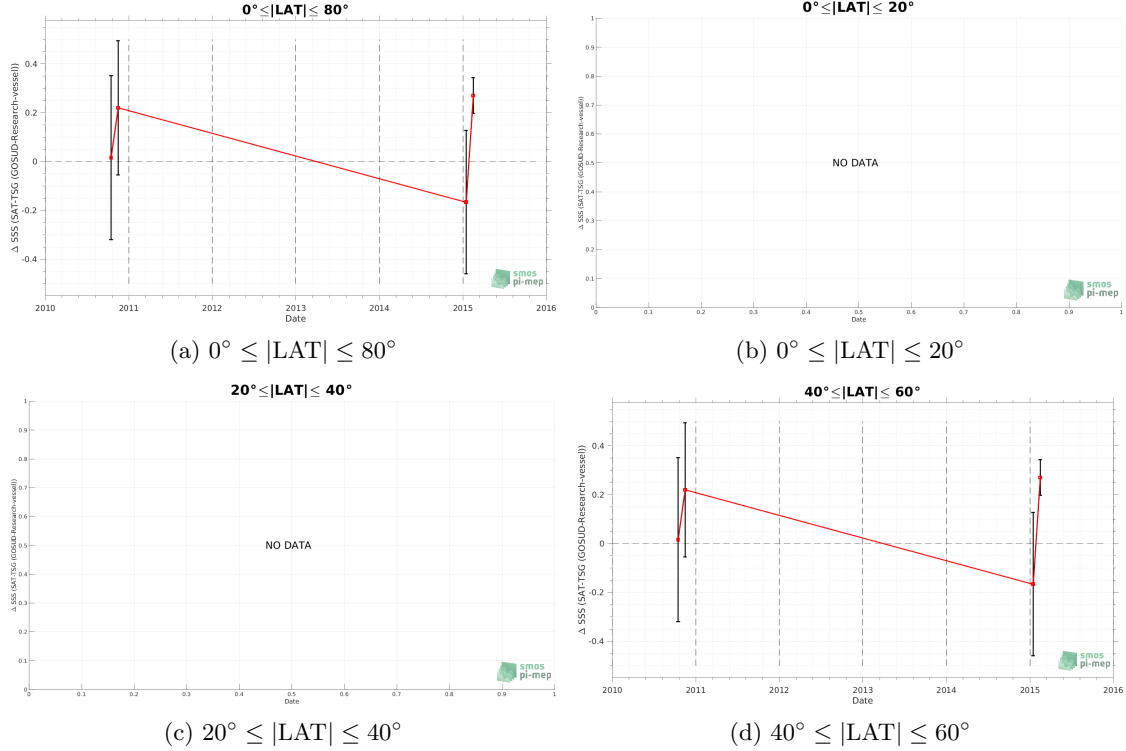 0°≤|LAT|≤ 80°
Δ SSS (SAT-TSG (GOSUD-Research-vessel))
0.4
0.2
0
-0.2
-0.4
2010 2011 2012 2013 2014 2015 2016
Date
smos
pi-mep
(a) 0° ≤ |LAT| ≤ 80°
0°≤|LAT|≤ 20°
Δ SSS (SAT-TSG (GOSUD-Research-vessel))
1
0.9
0.8
0.7
0.6
0.5
0.4
0.3
0.2
0.1
0
NO DATA
0 0.1 0.2 0.3 0.4 0.5 0.6 0.7 0.8 0.9 1
Date
smos
pi-mep
(b) 0° ≤ |LAT| ≤ 20°
20°≤|LAT|≤ 40°
Δ SSS (SAT-TSG (GOSUD-Research-vessel))
1
0.9
0.8
0.7
0.6
0.5
0.4
0.3
0.2
0.1
0
NO DATA
0 0.1 0.2 0.3 0.4 0.5 0.6 0.7 0.8 0.9 1
Date
smos
pi-mep
(c) 20° ≤ |LAT| ≤ 40°
40°≤|LAT|≤ 60°
Δ SSS (SAT-TSG (GOSUD-Research-vessel))
0.4
0.2
0
-0.2
-0.4
2010 2011 2012 2013 2014 2015 2016
Date
smos
pi-mep
(d) 40° ≤ |LAT| ≤ 60°